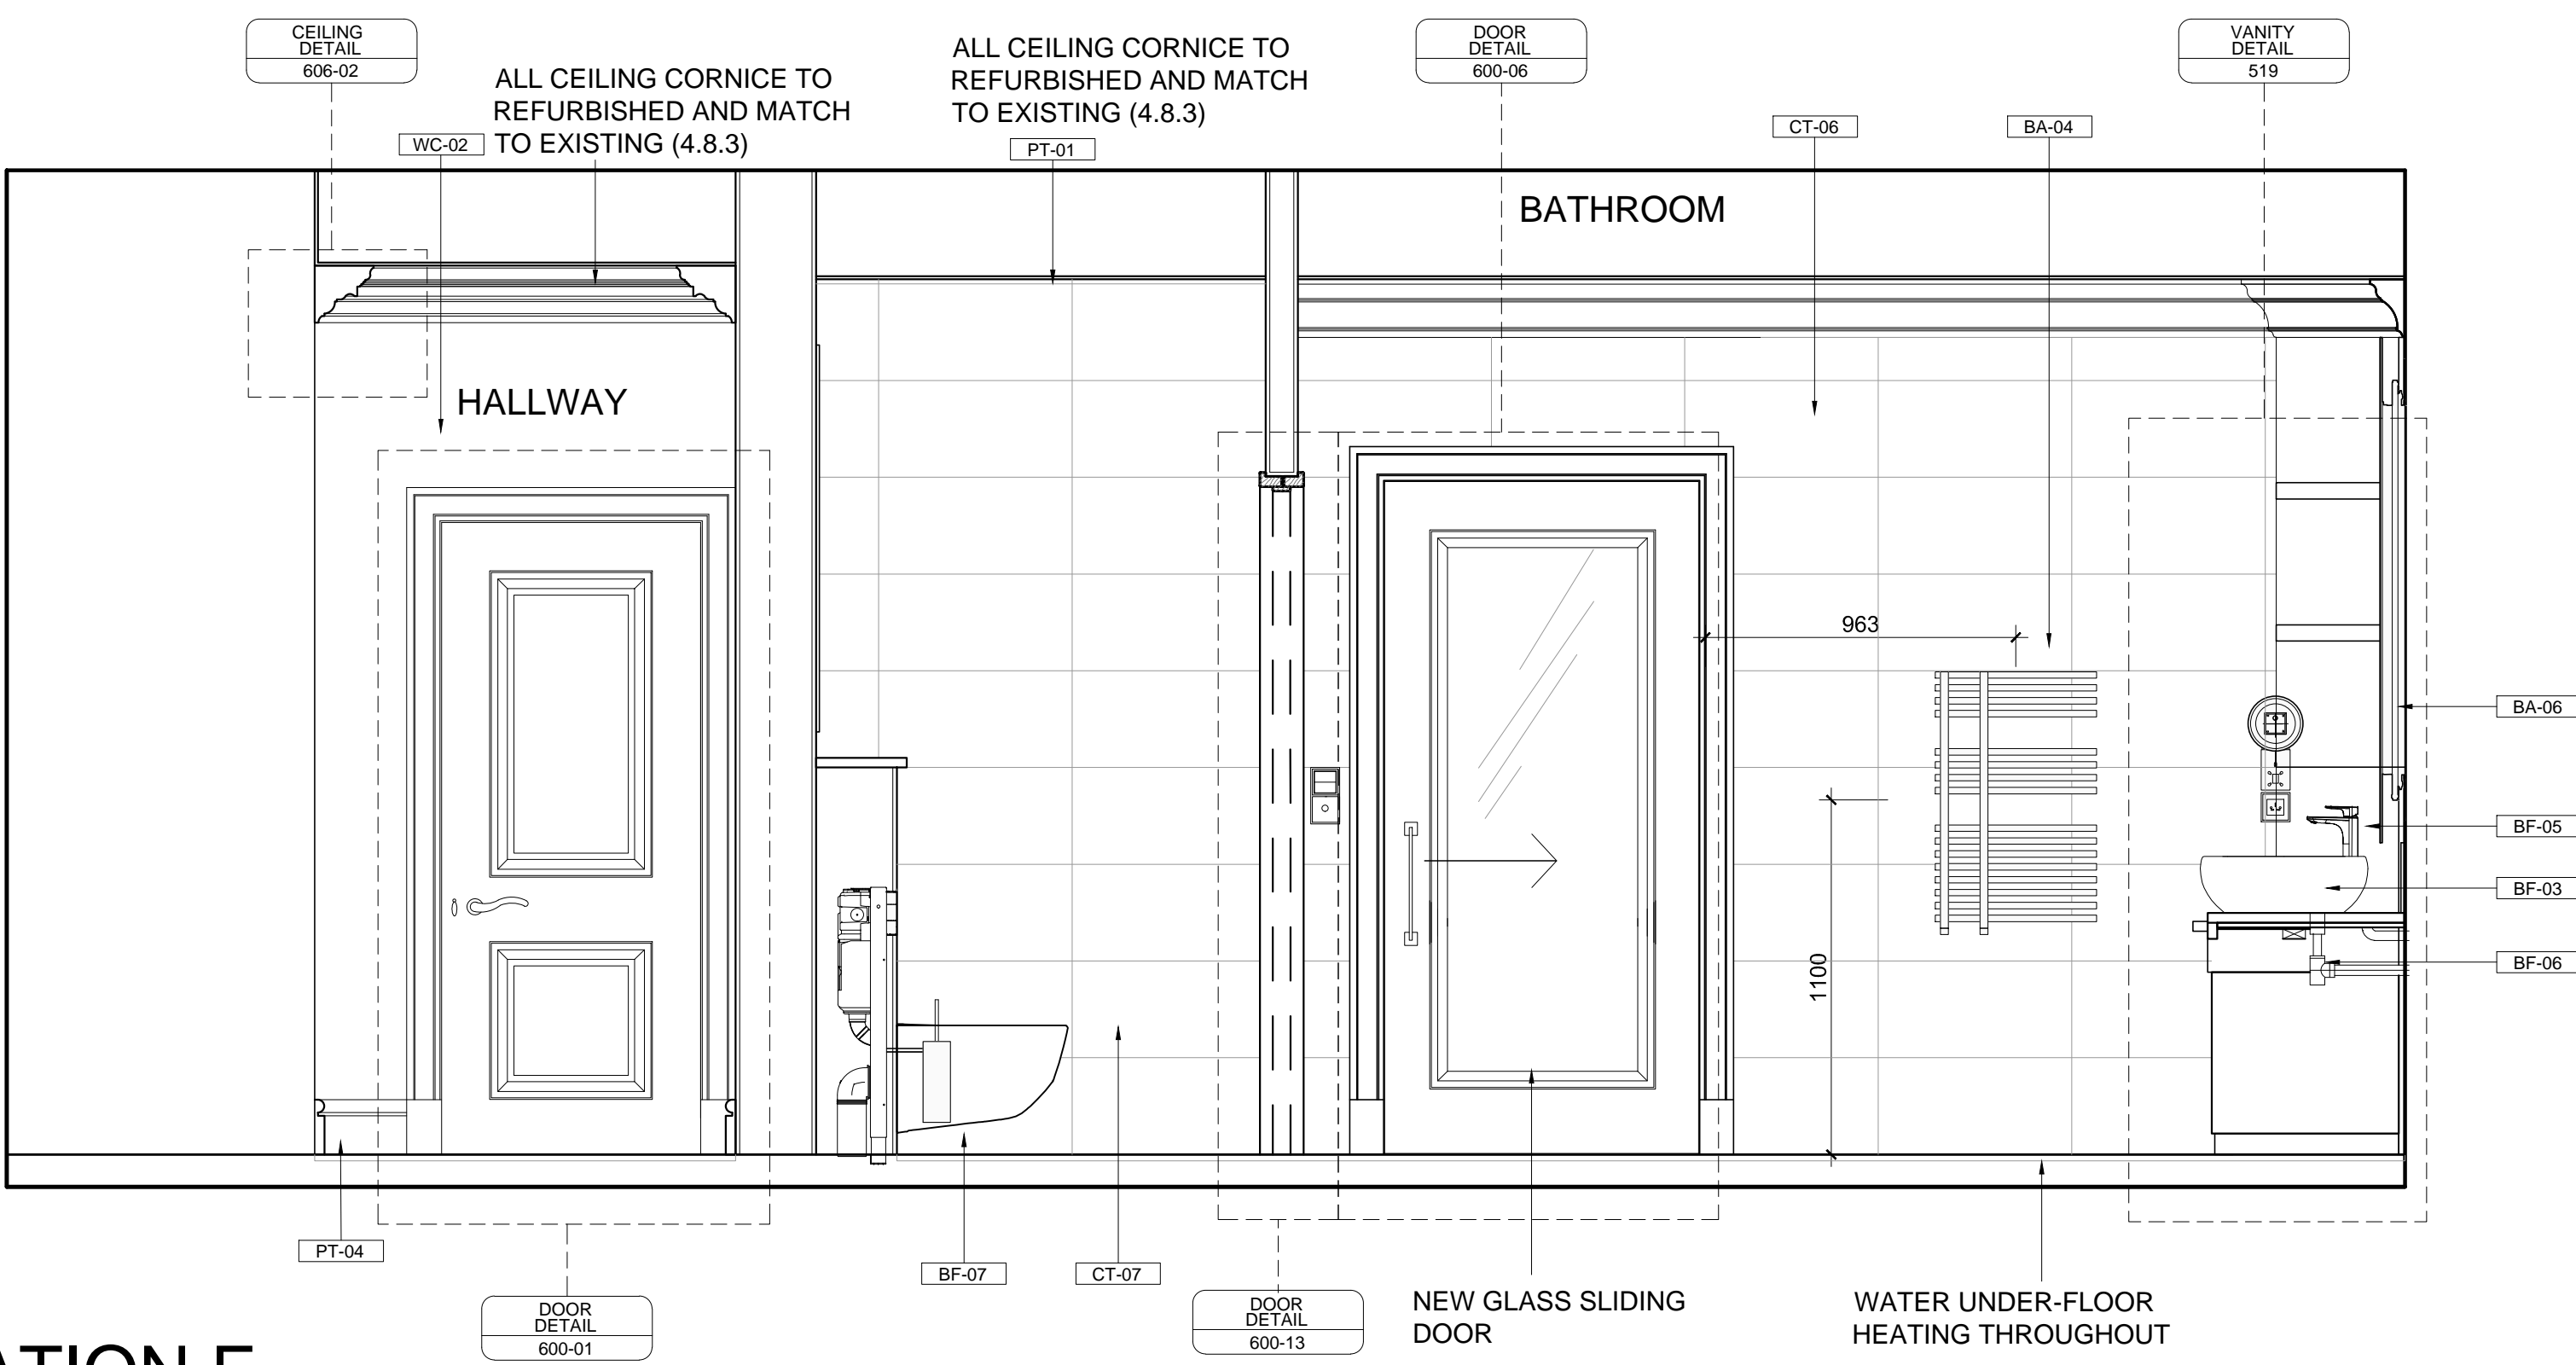 CEILING
DETAIL
606-02
ALL CEILING CORNICE TO
REFURBISHED AND MATCH
TO EXISTING (4.8.3)
WC-02
ALL CEILING CORNICE TO
REFURBISHED AND MATCH
TO EXISTING (4.8.3)
PT-01
DOOR
DETAIL
600-06
CT-06
BA-04
VANITY
DETAIL
519
BATHROOM
HALLWAY
963
1100
BA-06
BF-05
BF-03
BF-06
PT-04
BF-07
CT-07
DOOR
DETAIL
600-01
DOOR
DETAIL
600-13
NEW GLASS SLIDING
DOOR
WATER UNDER-FLOOR
HEATING THROUGHOUT